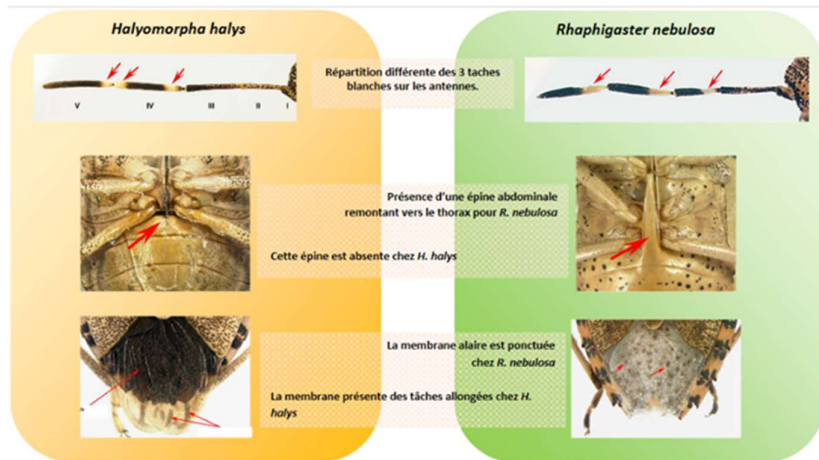 Halyomorpha halys
Rhaphigaster nebulosa
Répartition différente des 3 taches
blanches sur les antennes.
V IV III II I
Présence d'une épine abdominale
remontant vers le thorax pour R. nebulosa
Cette épine est absente chez H. halys
La membrane alaire est ponctuée
chez R. nebulosa
La membrane présente des tâches allongées chez H.
halys